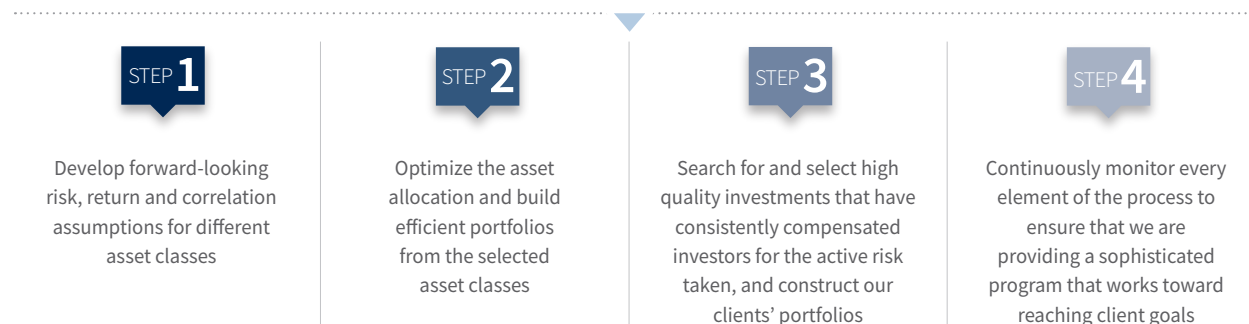 STEP 1
Develop forward-looking
risk, return and correlation
assumptions for different
asset classes
STEP 2
Optimize the asset
allocation and build
efficient portfolios
from the selected
asset classes
STEP 3
Search for and select high
quality investments that have
consistently compensated
investors for the active risk
taken, and construct our
clients’ portfolios
STEP 4
Continuously monitor every
element of the process to
ensure that we are
providing a sophisticated
program that works toward
reaching client goals